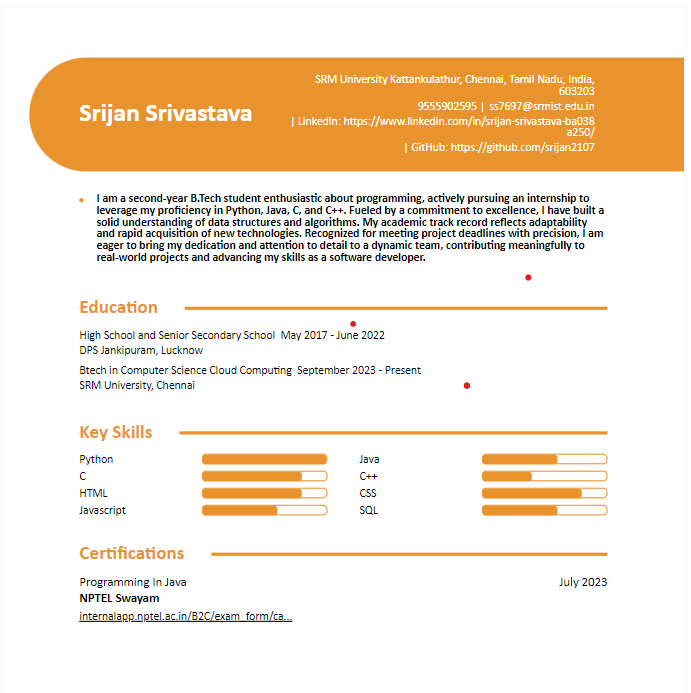 Srijan Srivastava
SRM University Kattankulathur, Chennai, Tamil Nadu, India,
603203
9555902595 | ss7697@srmist.edu.in
| LinkedIn: https://www.linkedin.com/in/srijan-srivastava-ba038
a250/
| GitHub: https://github.com/srijan2107
I am a second-year B.Tech student enthusiastic about programming, actively pursuing an internship to
leverage my proficiency in Python, Java, C, and C++. Fueled by a commitment to excellence, I have built a
solid understanding of data structures and algorithms. My academic track record reflects adaptability
and rapid acquisition of new technologies. Recognized for meeting project deadlines with precision, I am
eager to bring my dedication and attention to detail to a dynamic team, contributing meaningfully to
real-world projects and advancing my skills as a software developer.
Education
High School and Senior Secondary School May 2017 - June 2022
DPS Jankipuram, Lucknow
Btech in Computer Science Cloud Computing September 2023 - Present
SRM University, Chennai
Key Skills
Python Java
C C++
HTML CSS
Javascript SQL
Certifications
Programming In Java July 2023
NPTEL Swayam
internalapp.nptel.ac.in/B2C/exam_form/ca...